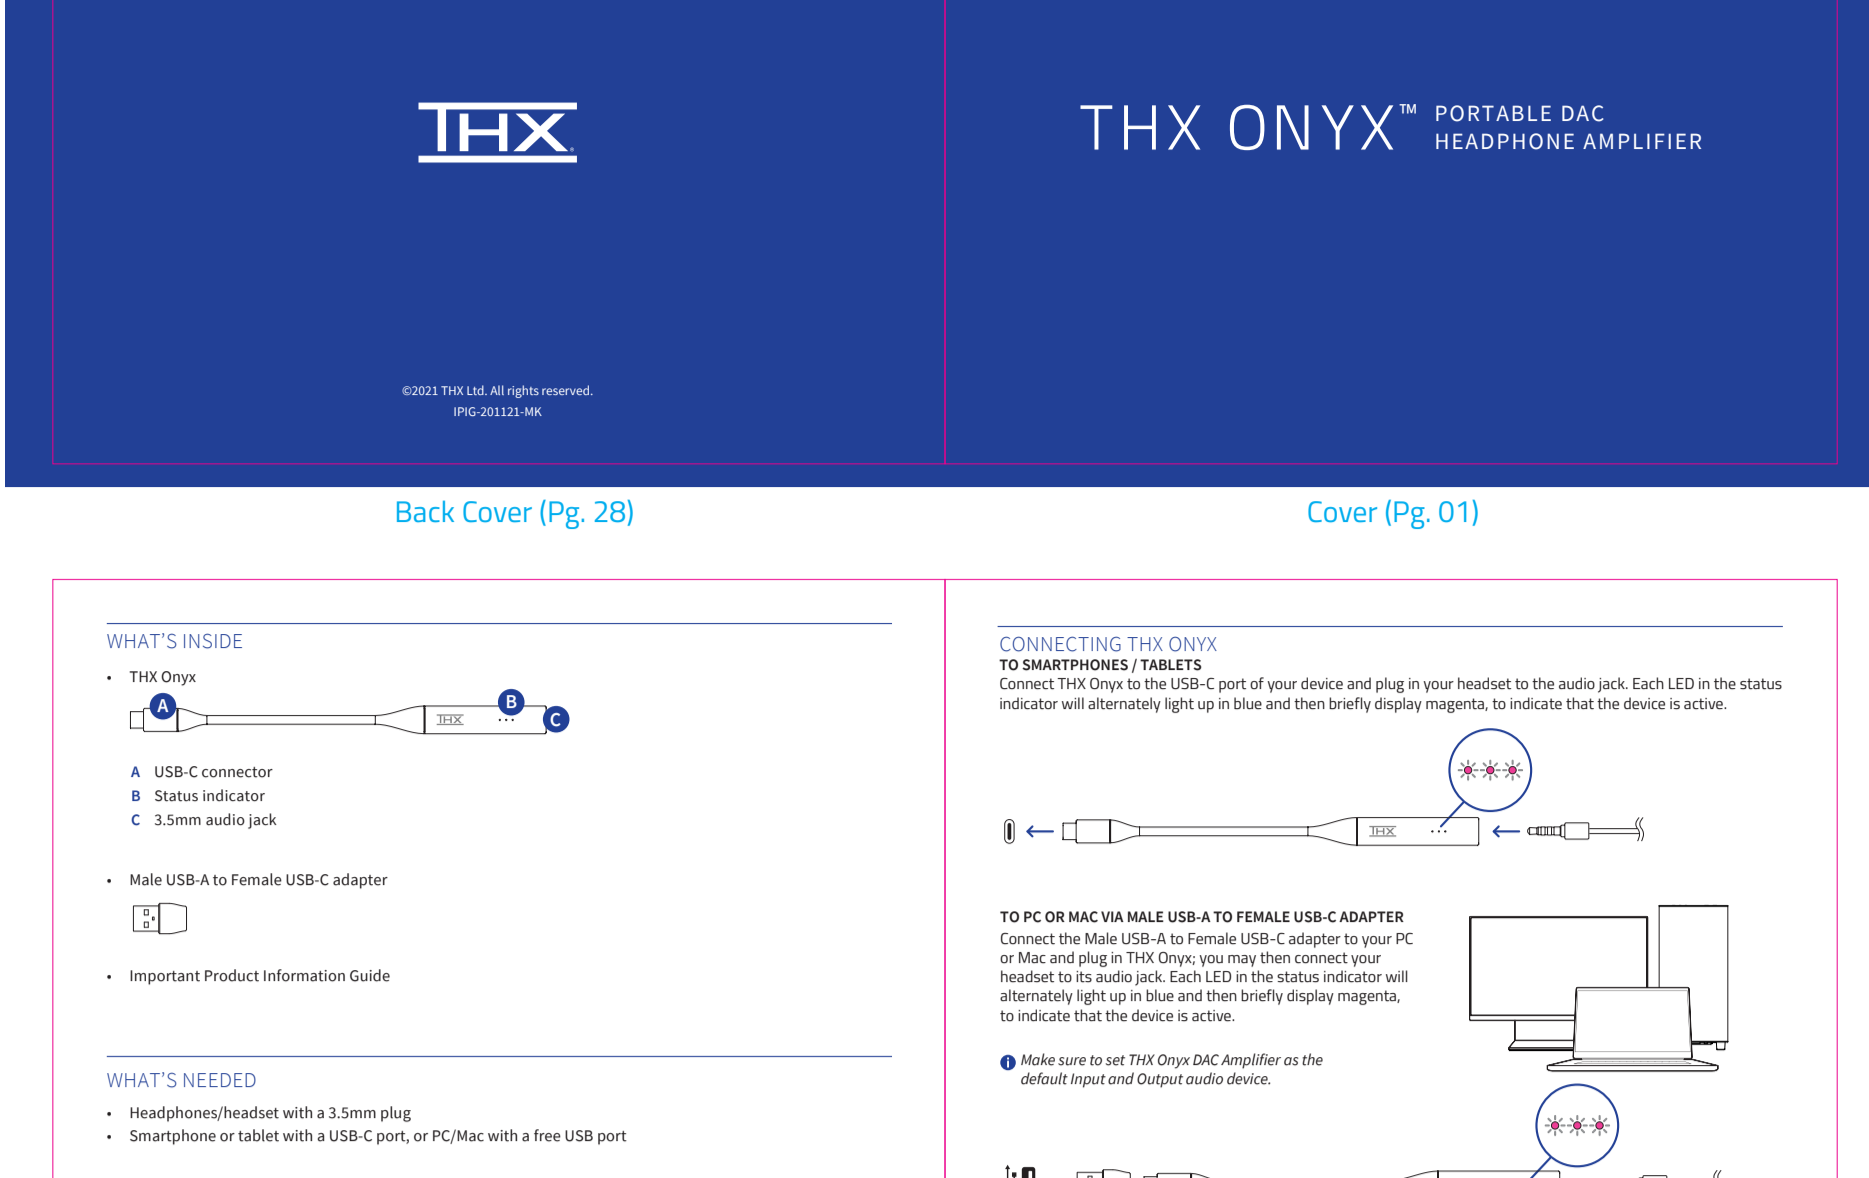 THX
THX ONYX™ PORTABLE DAC
HEADPHONE AMPLIFIER
©2021 THX Ltd. All rights reserved.
IPIG-201121-MK
Back Cover (Pg. 28)
Cover (Pg. 01)
WHAT'S INSIDE
• THX Onyx
A
B
C
THX
A USB-C connector
B Status indicator
C 3.5mm audio jack
• Male USB-A to Female USB-C adapter
• Important Product Information Guide
WHAT'S NEEDED
• Headphones/headset with a 3.5mm plug
• Smartphone or tablet with a USB-C port, or PC/Mac with a free USB port
CONNECTING THX ONYX
TO SMARTPHONES / TABLETS
Connect THX Onyx to the USB-C port of your device and plug in your headset to the audio jack. Each LED in the status
indicator will alternately light up in blue and then briefly display magenta, to indicate that the device is active.
THX
TO PC OR MAC VIA MALE USB-A TO FEMALE USB-C ADAPTER
Connect the Male USB-A to Female USB-C adapter to your PC
or Mac and plug in THX Onyx; you may then connect your
headset to its audio jack. Each LED in the status indicator will
alternately light up in blue and then briefly display magenta,
to indicate that the device is active.
i Make sure to set THX Onyx DAC Amplifier as the
default Input and Output audio device.